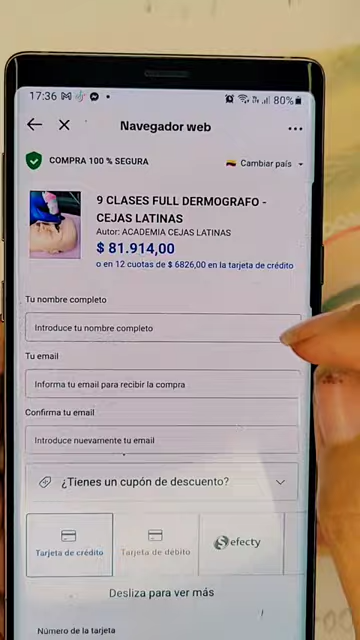 17:36
80%
Navegador web
COMPRA 100 % SEGURA
Cambiar país
9 CLASES FULL DERMOGRAFO -
CEJAS LATINAS
Autor: ACADEMIA CEJAS LATINAS
$ 81.914,00
o en 12 cuotas de $ 6826,00 en la tarjeta de crédito
Tu nombre completo
Introduce tu nombre completo
Tu email
Informa tu email para recibir la compra
Confirma tu email
Introduce nuevamente tu email
¿Tienes un cupón de descuento?
Tarjeta de crédito
Tarjeta de débito
Sefecty
Desliza para ver más
Número de la tarjeta